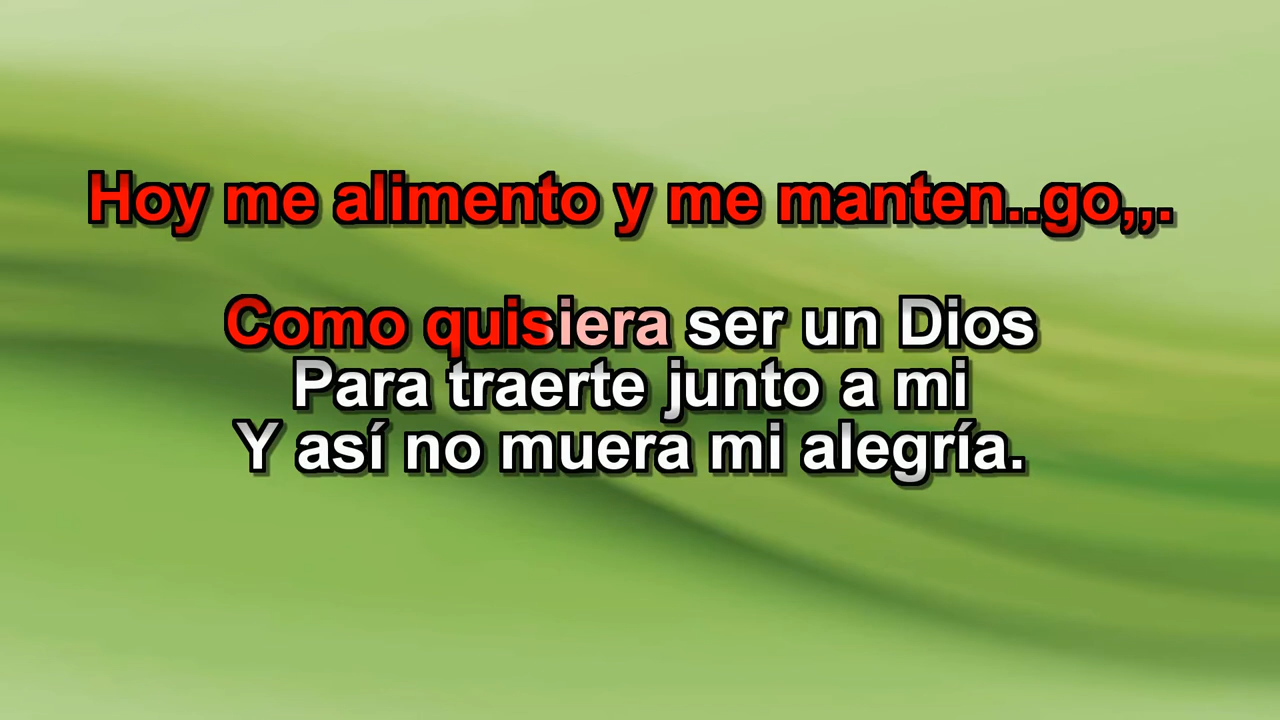 Hoy me alimento y me manten..go,,.
Como quisiera ser un Dios
Para traerte junto a mi
Y así no muera mi alegría.